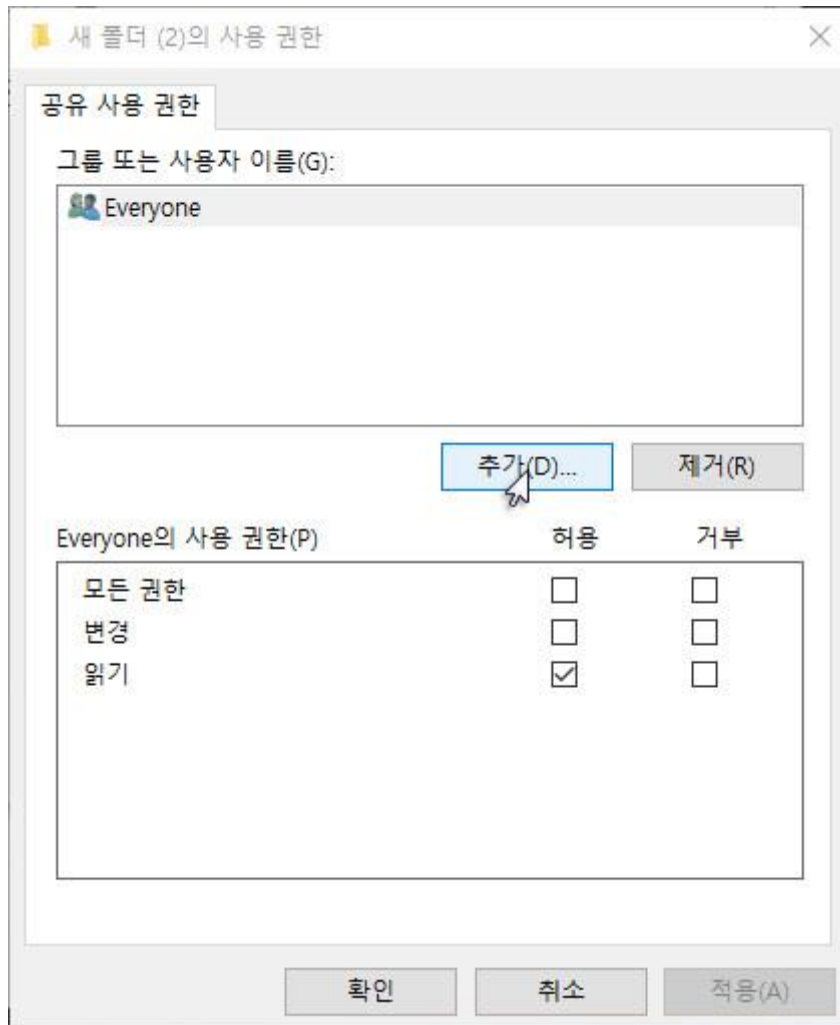 새 폴더 (2)의 사용 권한
공유 사용 권한
그룹 또는 사용자 이름(G):
Everyone
추가(D)... 제거(R)
Everyone의 사용 권한(P) 허용 거부
모든 권한
변경
읽기
확인 취소 적용(A)